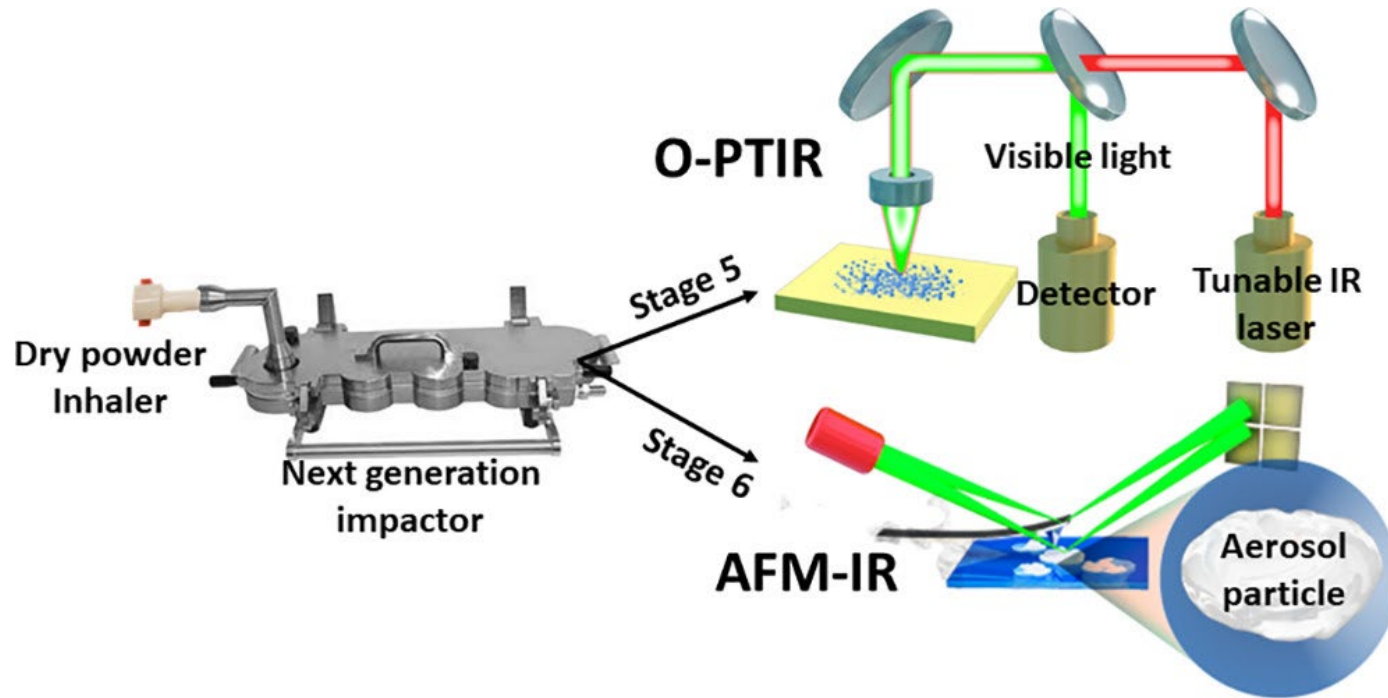 O-PTIR
Visible light
Detector
Tunable IR
laser
Dry powder
Inhaler
Stage 5
Next generation
impactor
Stage 6
AFM-IR
Aerosol
particle